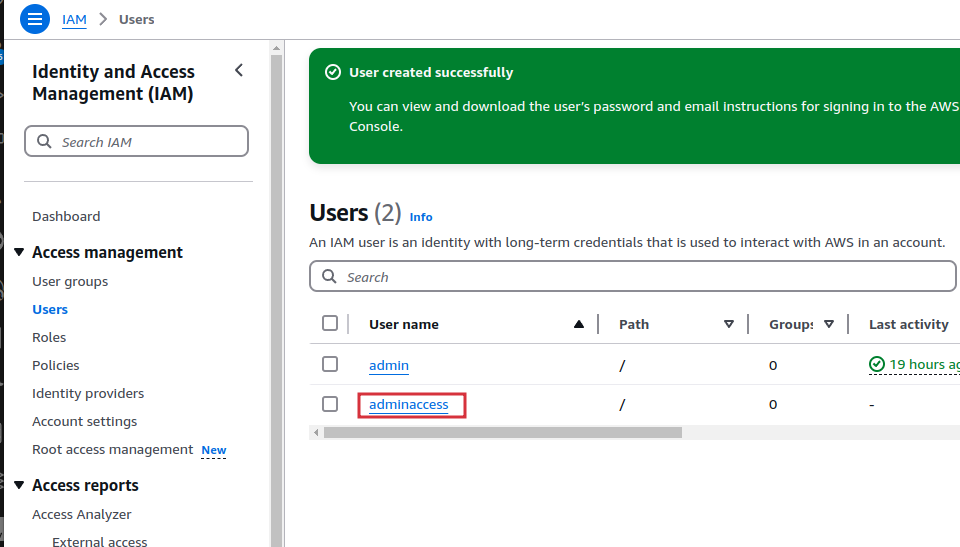 IAM > Users
Identity and Access
Management (IAM)
Search IAM
Dashboard
Access management
User groups
Users
Roles
Policies
Identity providers
Account settings
Root access management New
Access reports
Access Analyzer
External access
User created successfully
You can view and download the user's password and email instructions for signing in to the AWS
Console.
Users (2) Info
An IAM user is an identity with long-term credentials that is used to interact with AWS in an account.
Search
User name Path Groups Last activity
admin / 0 19 hours
adminaccess / 0 -